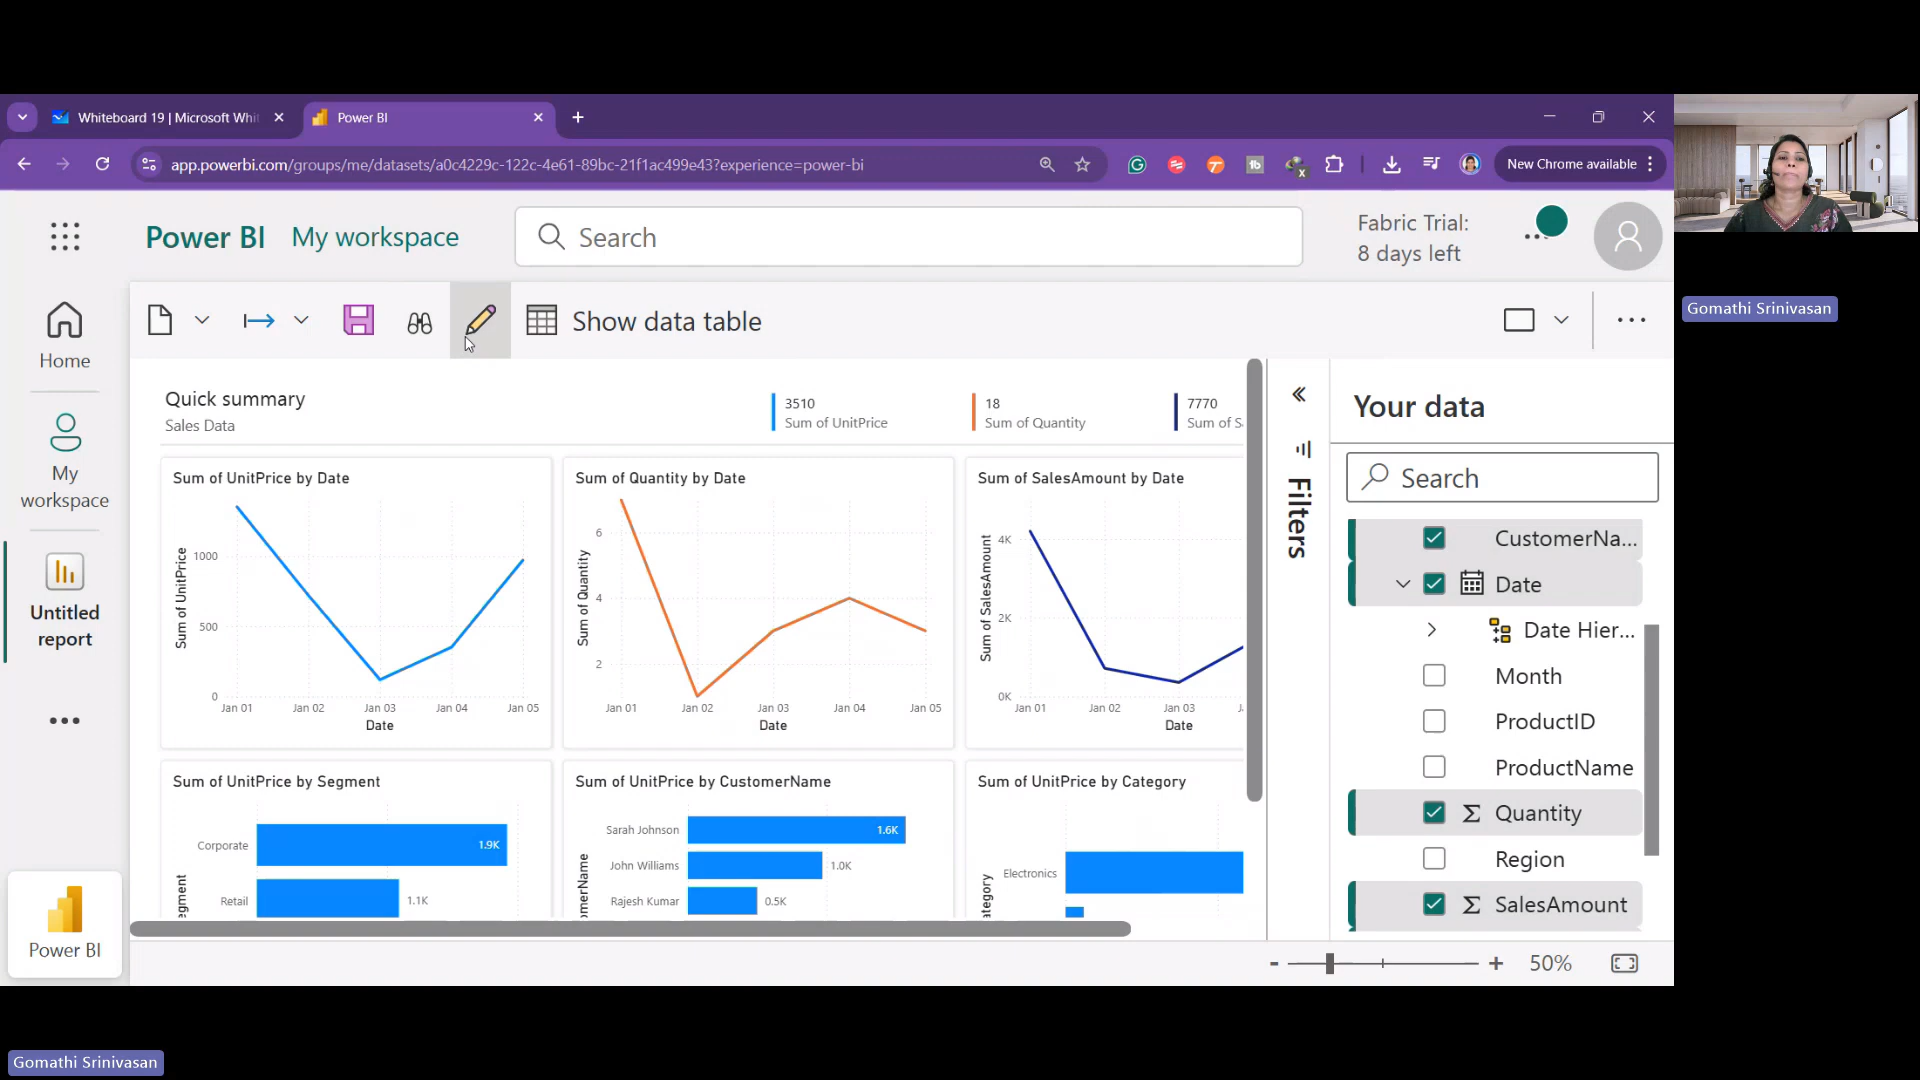 Whiteboard 19 | Microsoft Whit
Power BI
app.powerbi.com/groups/me/datasets/a0c4229c-122c-4e61-89bc-21f1ac499e43?experience=power-bi
New Chrome available
Power BI My workspace
Search
Fabric Trial:
8 days left
Home
My
workspace
Untitled
report
Power BI
Show data table
Quick summary
Sales Data
3510
Sum of UnitPrice
18
Sum of Quantity
7770
Sum of S
Sum of UnitPrice by Date
Sum of UnitPrice
1000
500
0
Jan 01 Jan 02 Jan 03 Jan 04 Jan 05
Date
Sum of Quantity by Date
Sum of Quantity
6
4
2
Jan 01 Jan 02 Jan 03 Jan 04 Jan 05
Date
Sum of SalesAmount by Date
Sum of SalesAmount
4K
2K
0K
Jan 01 Jan 02 Jan 03
Date
Sum of UnitPrice by Segment
egment
Corporate 1.9K
Retail 1.1K
Sum of UnitPrice by CustomerName
omerName
Sarah Johnson 1.6K
John Williams 1.0K
Rajesh Kumar 0.5K
Sum of UnitPrice by Category
ategory
Electronics
Filters
Your data
Search
CustomerNa...
Date
Date Hier...
Month
ProductID
ProductName
Quantity
Region
SalesAmount
50%
Gomathi Srinivasan
Gomathi Srinivasan